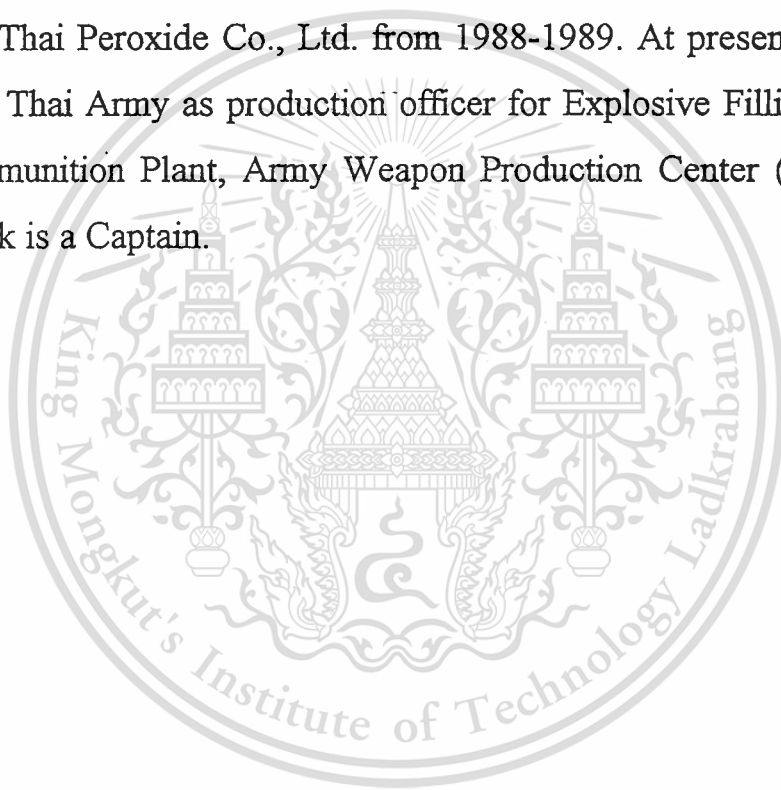 Thai Peroxide Co., Ltd. from 1988-1989. At presen
Thai Army as production officer for Explosive Filli
munition Plant, Army Weapon Production Center (
k is a Captain.
King Mongkut's Institute of Technology Ladkrabang